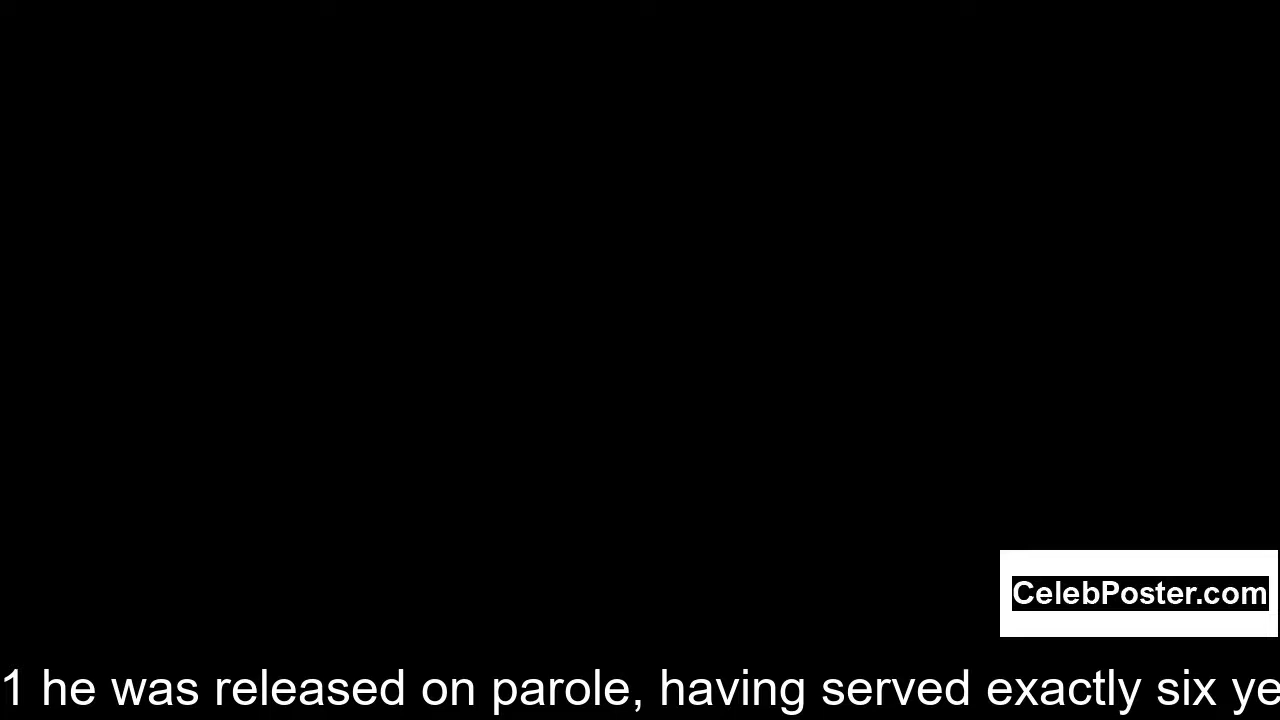 CelebPoster.com
1 he was released on parole, having served exactly six ye